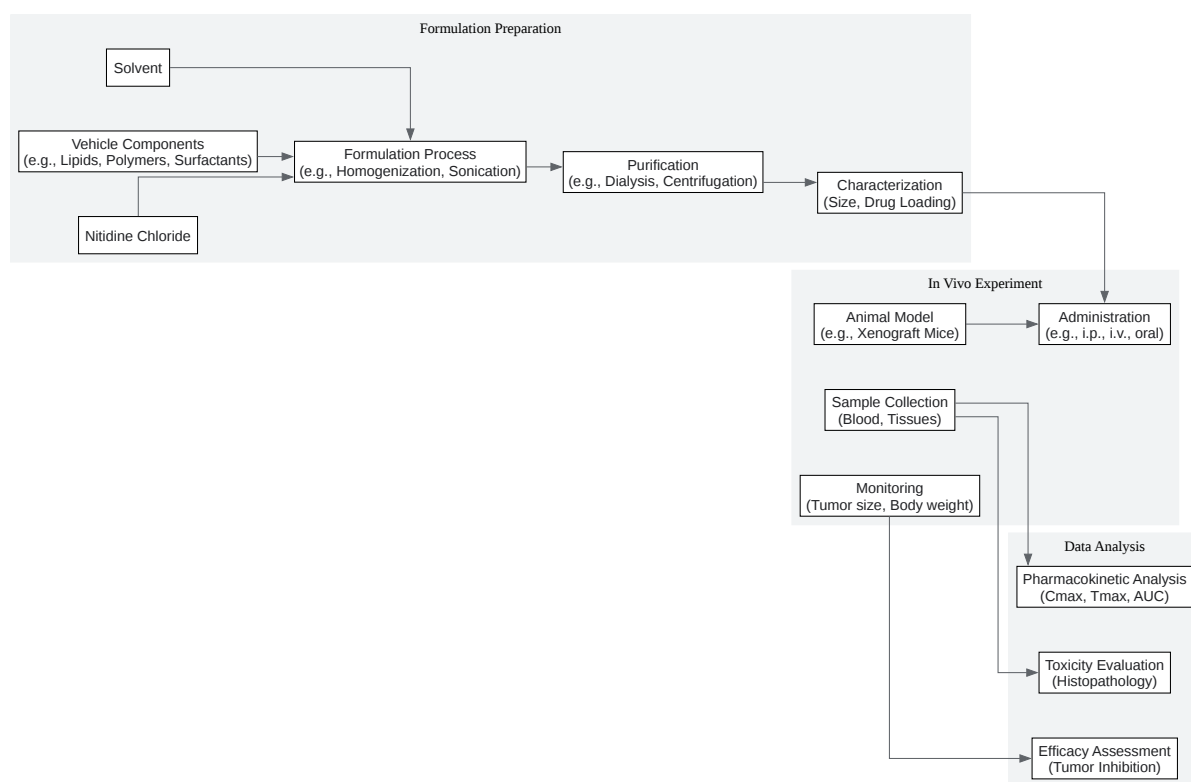 Formulation Preparation
Solvent
Vehicle Components
(e.g., Lipids, Polymers, Surfactants)
Formulation Process
(e.g., Homogenization, Sonication)
Purification
(e.g., Dialysis, Centrifugation)
Characterization
(Size, Drug Loading)
Nitidine Chloride
In Vivo Experiment
Animal Model
(e.g., Xenograft Mice)
Administration
(e.g., i.p., i.v., oral)
Sample Collection
(Blood, Tissues)
Monitoring
(Tumor size, Body weight)
Data Analysis
Pharmacokinetic Analysis
(Cmax, Tmax, AUC)
Toxicity Evaluation
(Histopathology)
Efficacy Assessment
(Tumor Inhibition)